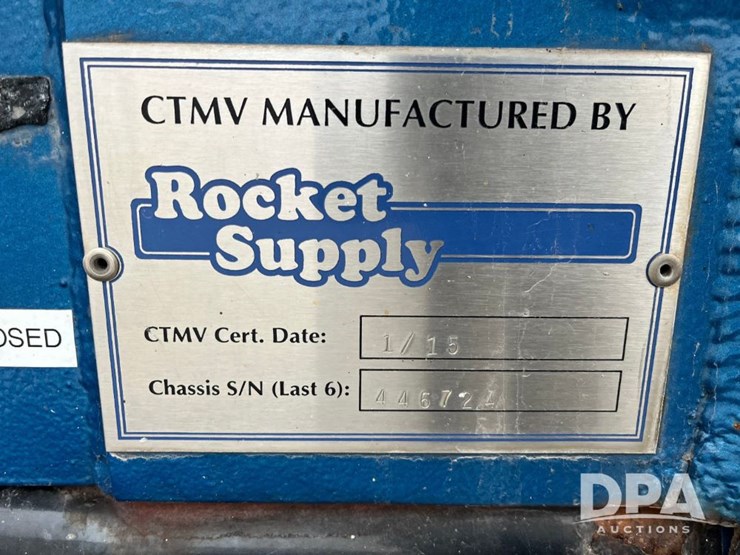 CTMV MANUFACTURED BY
Rocket
Supply
CTMV Cert. Date: 1/15
Chassis S/N (Last 6):
OSED
DPA
AUCTIONS